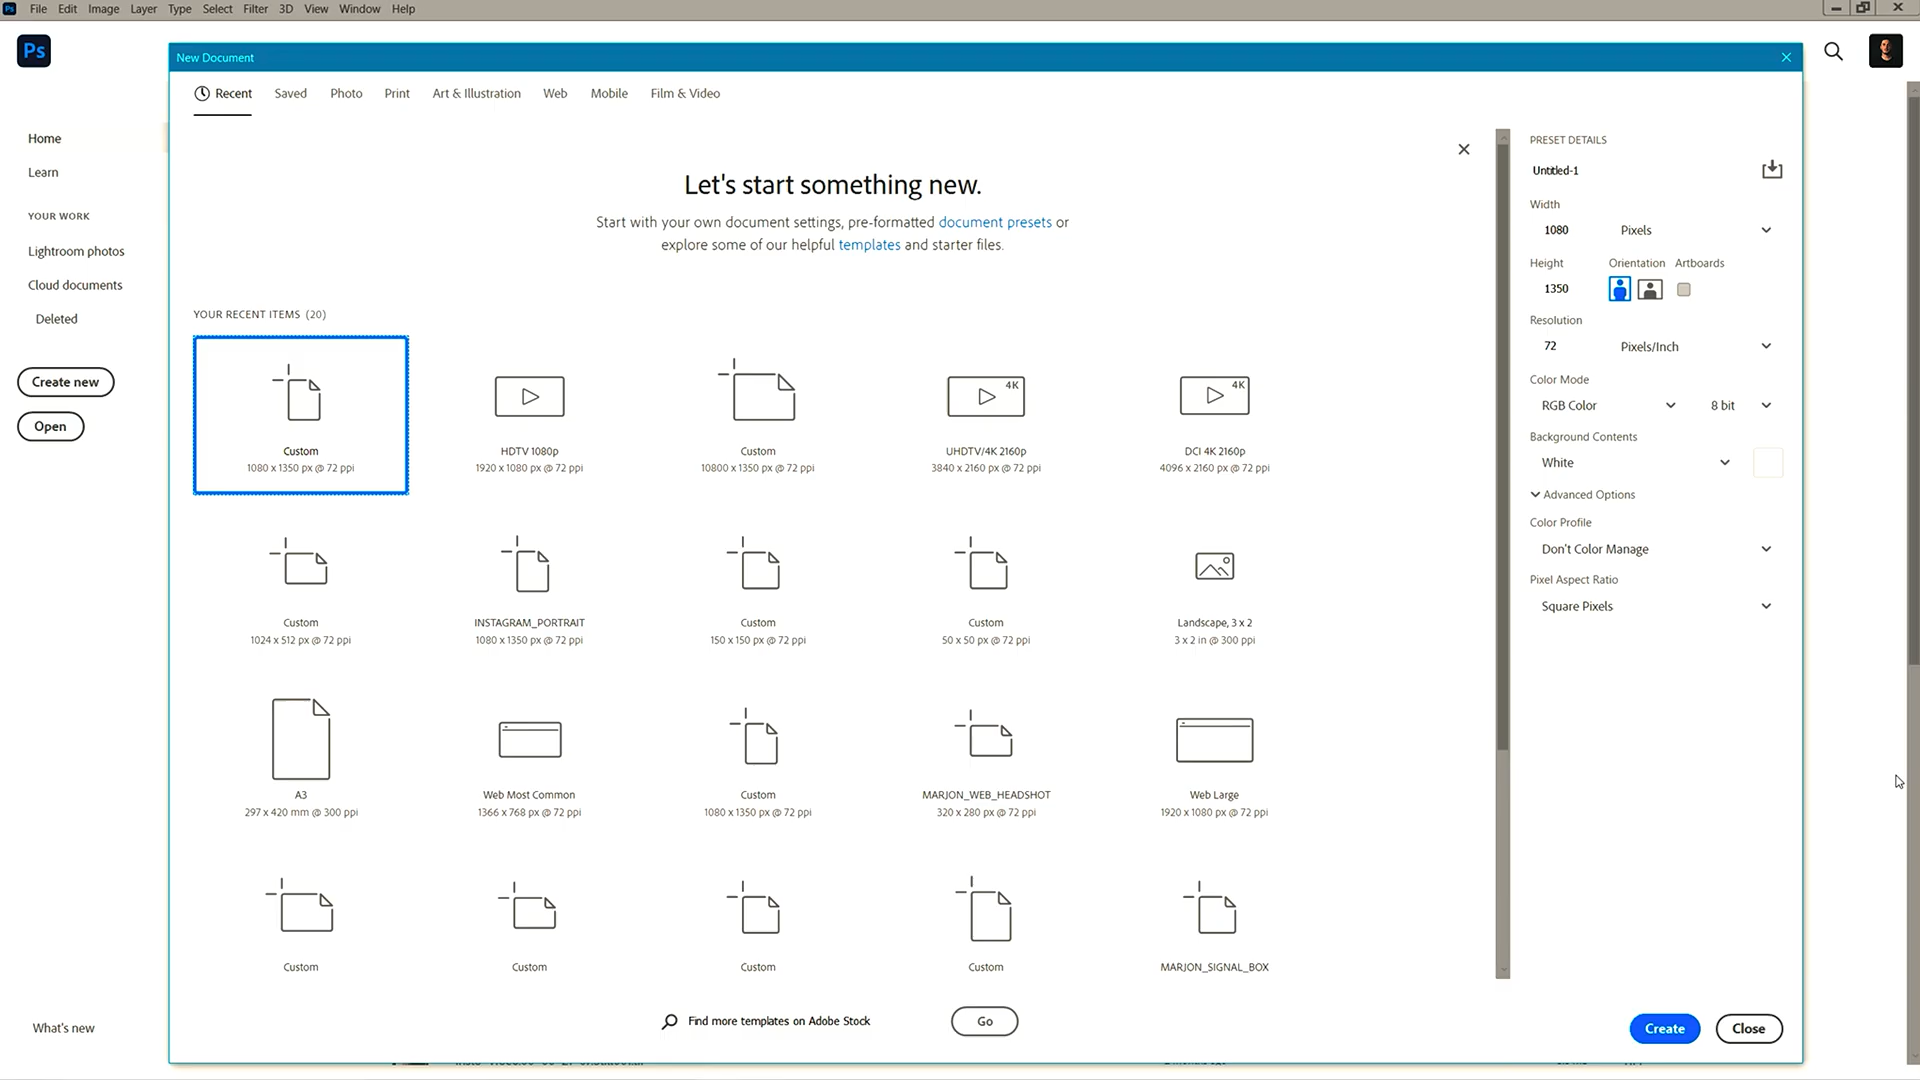 Ps File Edit Image Layer Type Select Filter 3D View Window Help
Ps
New Document
Recent Saved Photo Print Art & Illustration Web Mobile Film & Video
Home
Learn
YOUR WORK
Lightroom photos
Cloud documents
Deleted
Create new
Open
What's new
Let's start something new.
Start with your own document settings, pre-formatted document presets or
explore some of our helpful templates and starter files.
YOUR RECENT ITEMS (20)
Custom
1080 x 1350 px @ 72 ppi
HDTV 1080p
1920 x 1080 px @ 72 ppi
Custom
10800 x 1350 px @ 72 ppi
4K
UHDTV/4K 2160p
3840 x 2160 px @ 72 ppi
4K
DCI 4K 2160p
4096 x 2160 px @ 72 ppi
Custom
1024 x 512 px @ 72 ppi
INSTAGRAM_PORTRAIT
1080 x 1350 px @ 72 ppi
Custom
150 x 150 px @ 72 ppi
Custom
50 x 50 px @ 72 ppi
Landscape, 3 x 2
3 x 2 in @ 300 ppi
A3
297 x 420 mm @ 300 ppi
Web Most Common
1366 x 768 px @ 72 ppi
Custom
1080 x 1350 px @ 72 ppi
MARJON_WEB_HEADSHOT
320 x 280 px @ 72 ppi
Web Large
1920 x 1080 px @ 72 ppi
Custom
Custom
Custom
Custom
MARJON_SIGNAL_BOX
Find more templates on Adobe Stock
Go
PRESET DETAILS
Untitled-1
Width
1080 Pixels
Height Orientation Artboards
1350
Resolution
72 Pixels/Inch
Color Mode
RGB Color 8 bit
Background Contents
White
Advanced Options
Color Profile
Don't Color Manage
Pixel Aspect Ratio
Square Pixels
Create Close